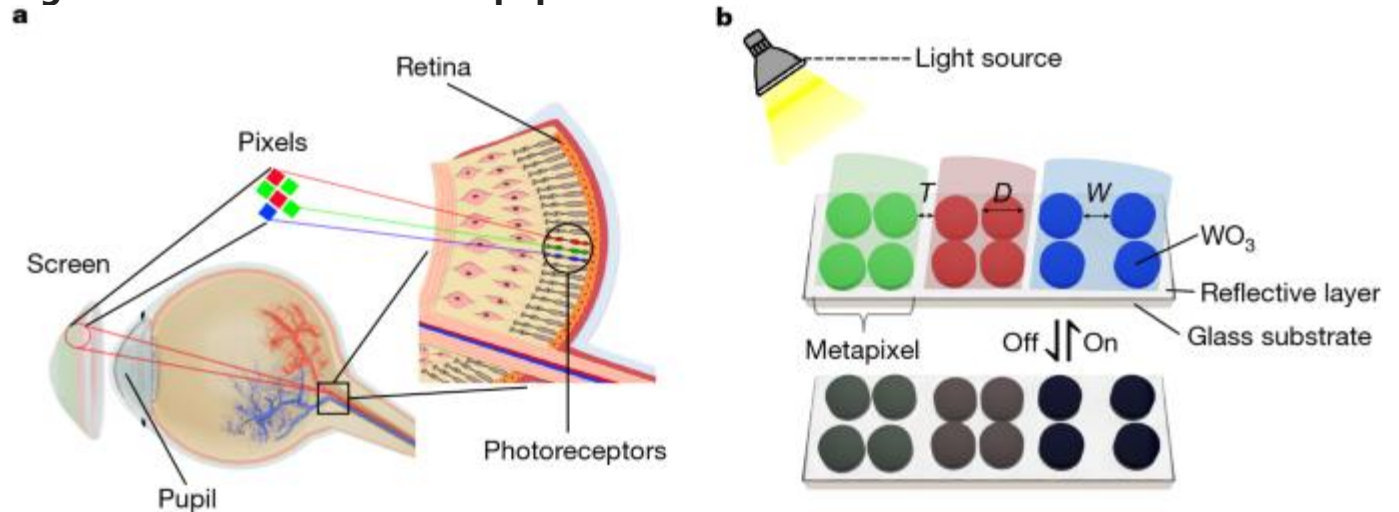 a
Retina
Pixels
Screen
Photoreceptors
Pupil
b
Light source
T
D
W
WO3
Reflective layer
Glass substrate
Metapixel
Off
On